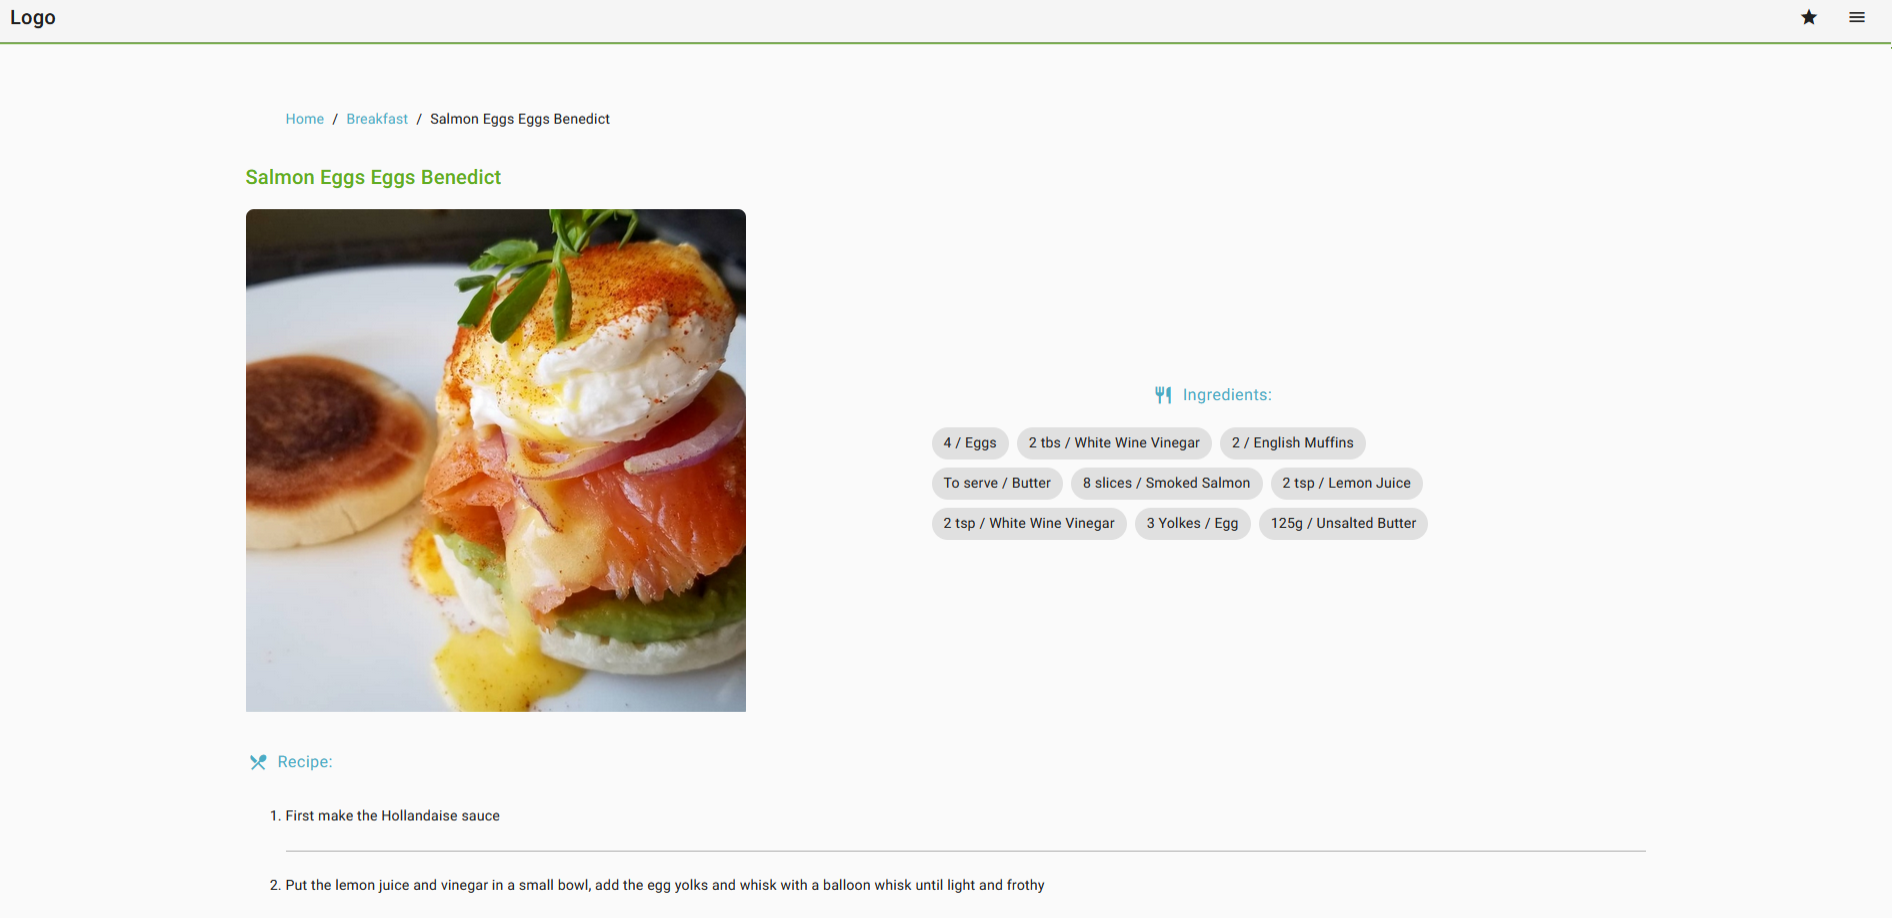 Logo
Home / Breakfast / Salmon Eggs Eggs Benedict
Salmon Eggs Eggs Benedict
Ingredients:
4 / Eggs 2 tbs / White Wine Vinegar 2 / English Muffins
To serve / Butter 8 slices / Smoked Salmon 2 tsp / Lemon Juice
2 tsp / White Wine Vinegar 3 Yolkes / Egg 125g / Unsalted Butter
Recipe:
1. First make the Hollandaise sauce
2. Put the lemon juice and vinegar in a small bowl, add the egg yolks and whisk with a balloon whisk until light and frothy